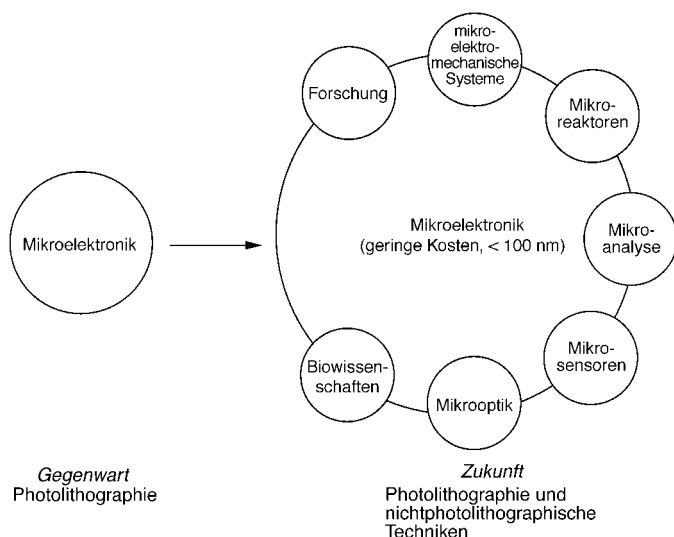 Mikroelektronik
Forschung
mikro-
elektro-
mechanische
Systeme
Mikro-
reaktoren
Mikro-
analyse
Mikro-
sensoren
Mikrooptik
Biowissen-
schaften
Mikroelektronik
(geringe Kosten, < 100 nm)
Gegenwart
Photolithographie
Zukunft
Photolithographie und
nichtphotolithographische
Techniken